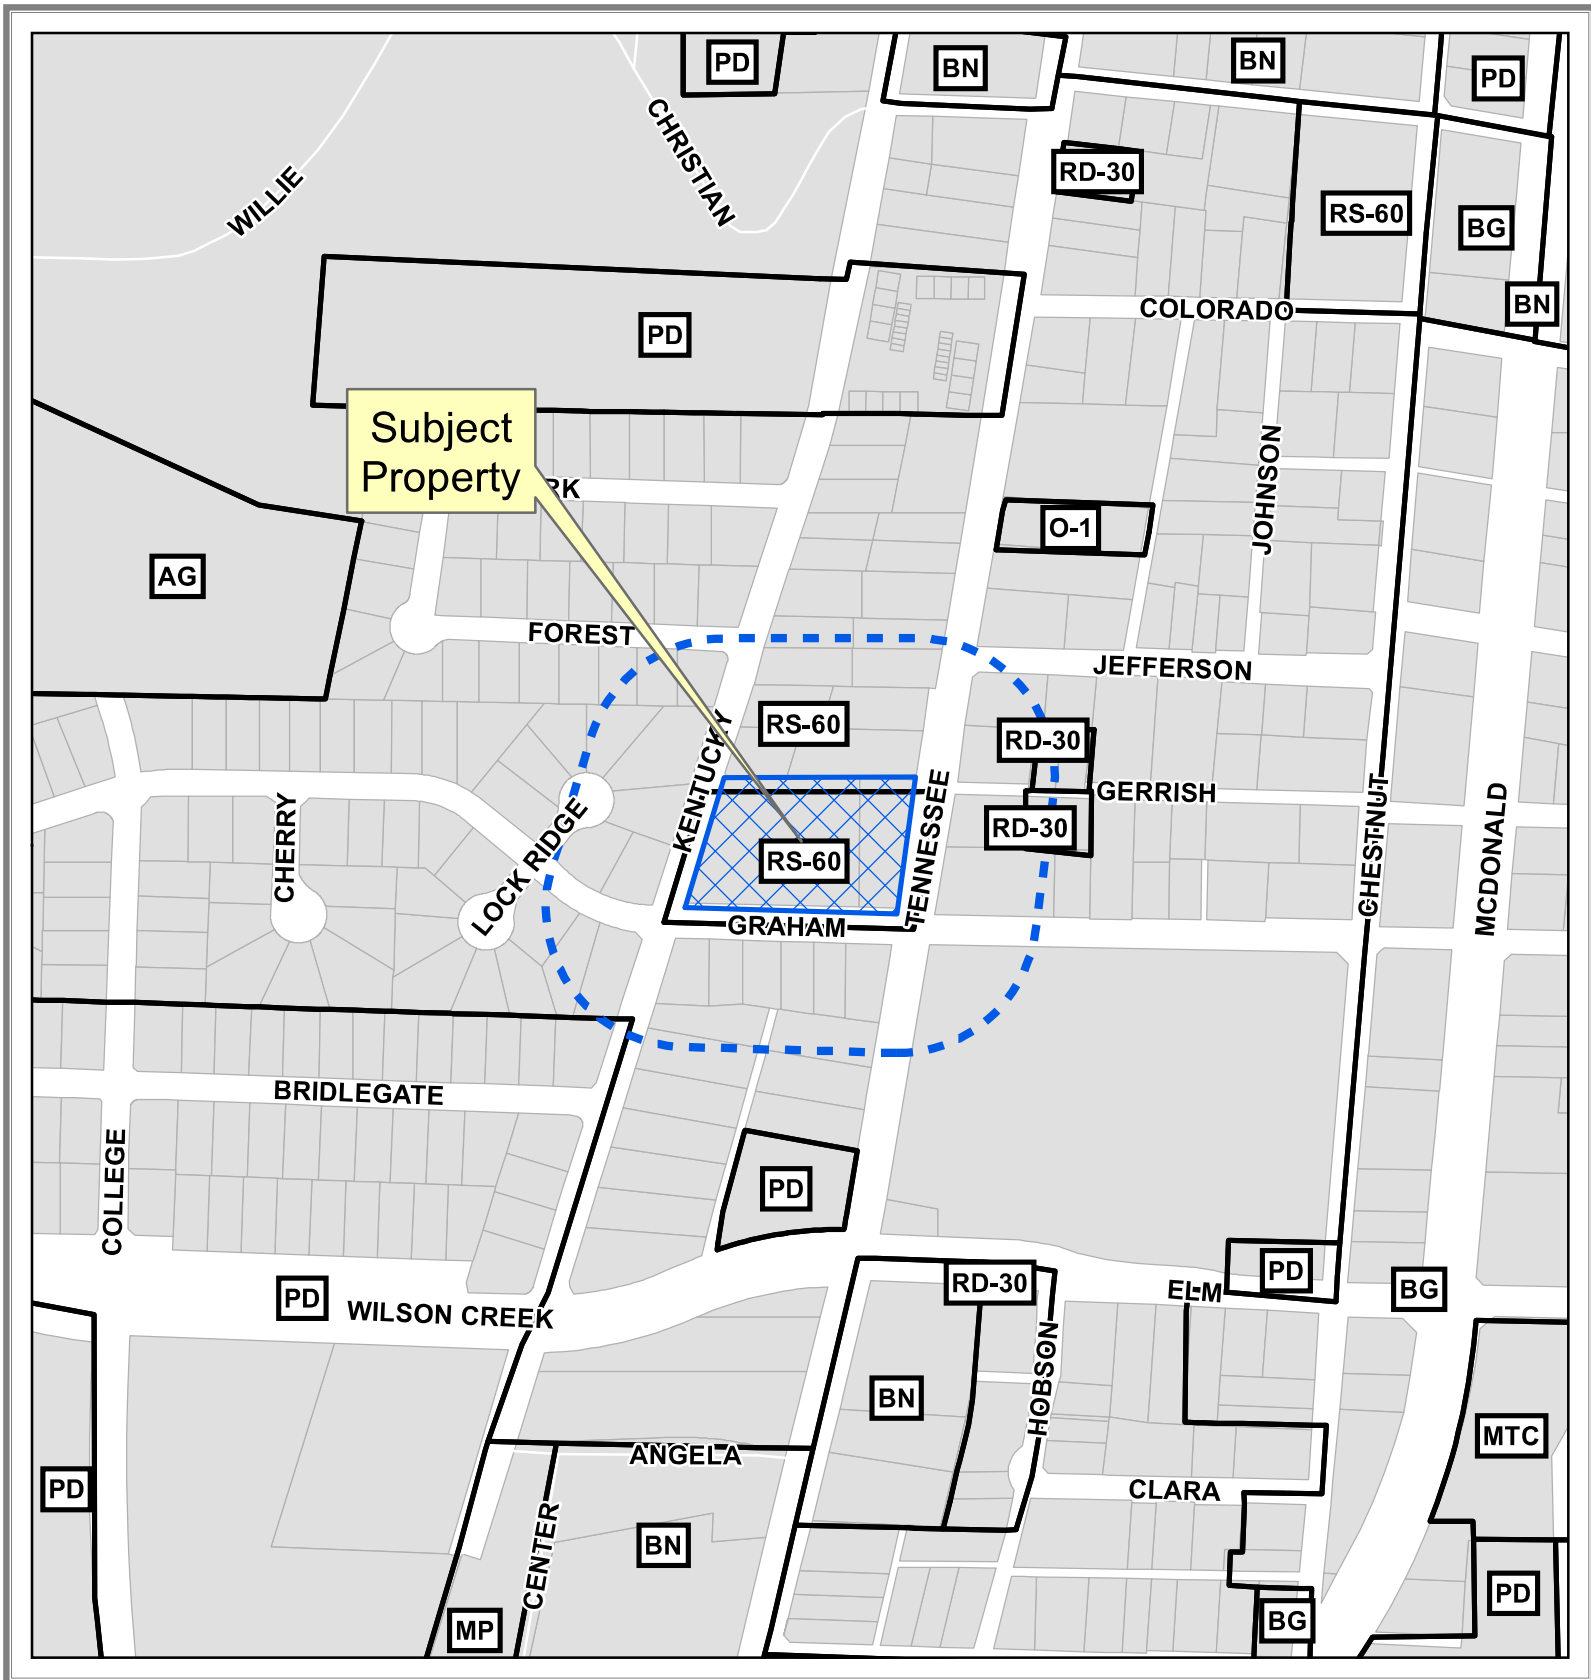 PD
BN
BN
PD
CHRISTIAN
RD-30
WILLIE
RS-60
BG
BN
COLORADO
PD
Subject
Property
RK
JOHNSON
O-1
AG
FOREST
JEFFERSON
KENTUCKY
RS-60
RD-30
GERRISH
TENNESSEE
CHESTNUT
MCDONALD
CHERRY
LOCK RIDGE
RD-30
RS-60
GRAHAM
BRIDLEGATE
COLLEGE
PD
PD
ELM
BG
RD-30
PD
WILSON CREEK
HOBSON
BN
MTC
ANGELA
PD
CLARA
CENTER
BN
PD
BG
MP